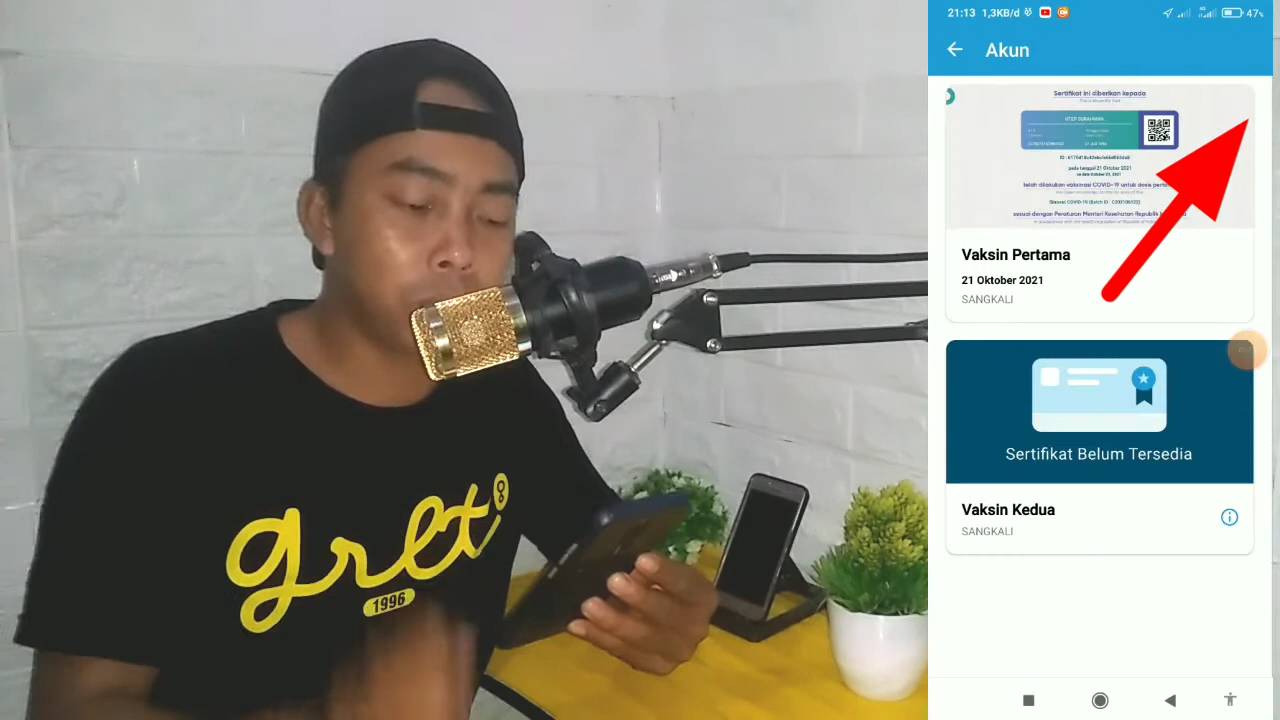 grlt
1996
21:13 1,3KB/d
47%
Akun
Sertifikat ini diberikan kepada
ID :
pada tanggal 21 Oktober 2021
telah dilakukan vaksinasi COVID-19 untuk dosis
sesuai dengan Peraturan Menteri Kesehatan Republik
Vaksin Pertama
21 Oktober 2021
SANGKALI
Sertifikat Belum Tersedia
Vaksin Kedua
SANGKALI